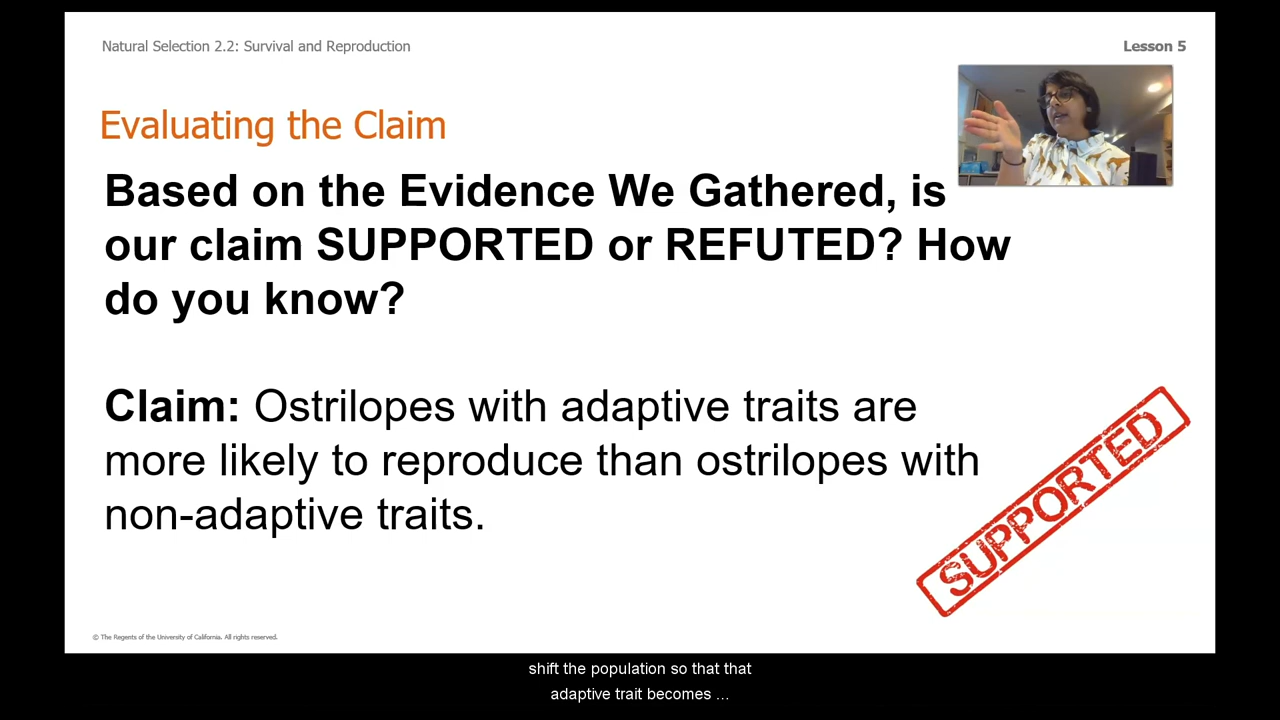 Natural Selection 2.2: Survival and Reproduction
Lesson 5
Evaluating the Claim
Based on the Evidence We Gathered, is
our claim SUPPORTED or REFUTED? How
do you know?
Claim: Ostrilopes with adaptive traits are
more likely to reproduce than ostrilopes with
non-adaptive traits.
SUPPORTED
© The Regents of the University of California. All rights reserved.
shift the population so that that
adaptive trait becomes ...